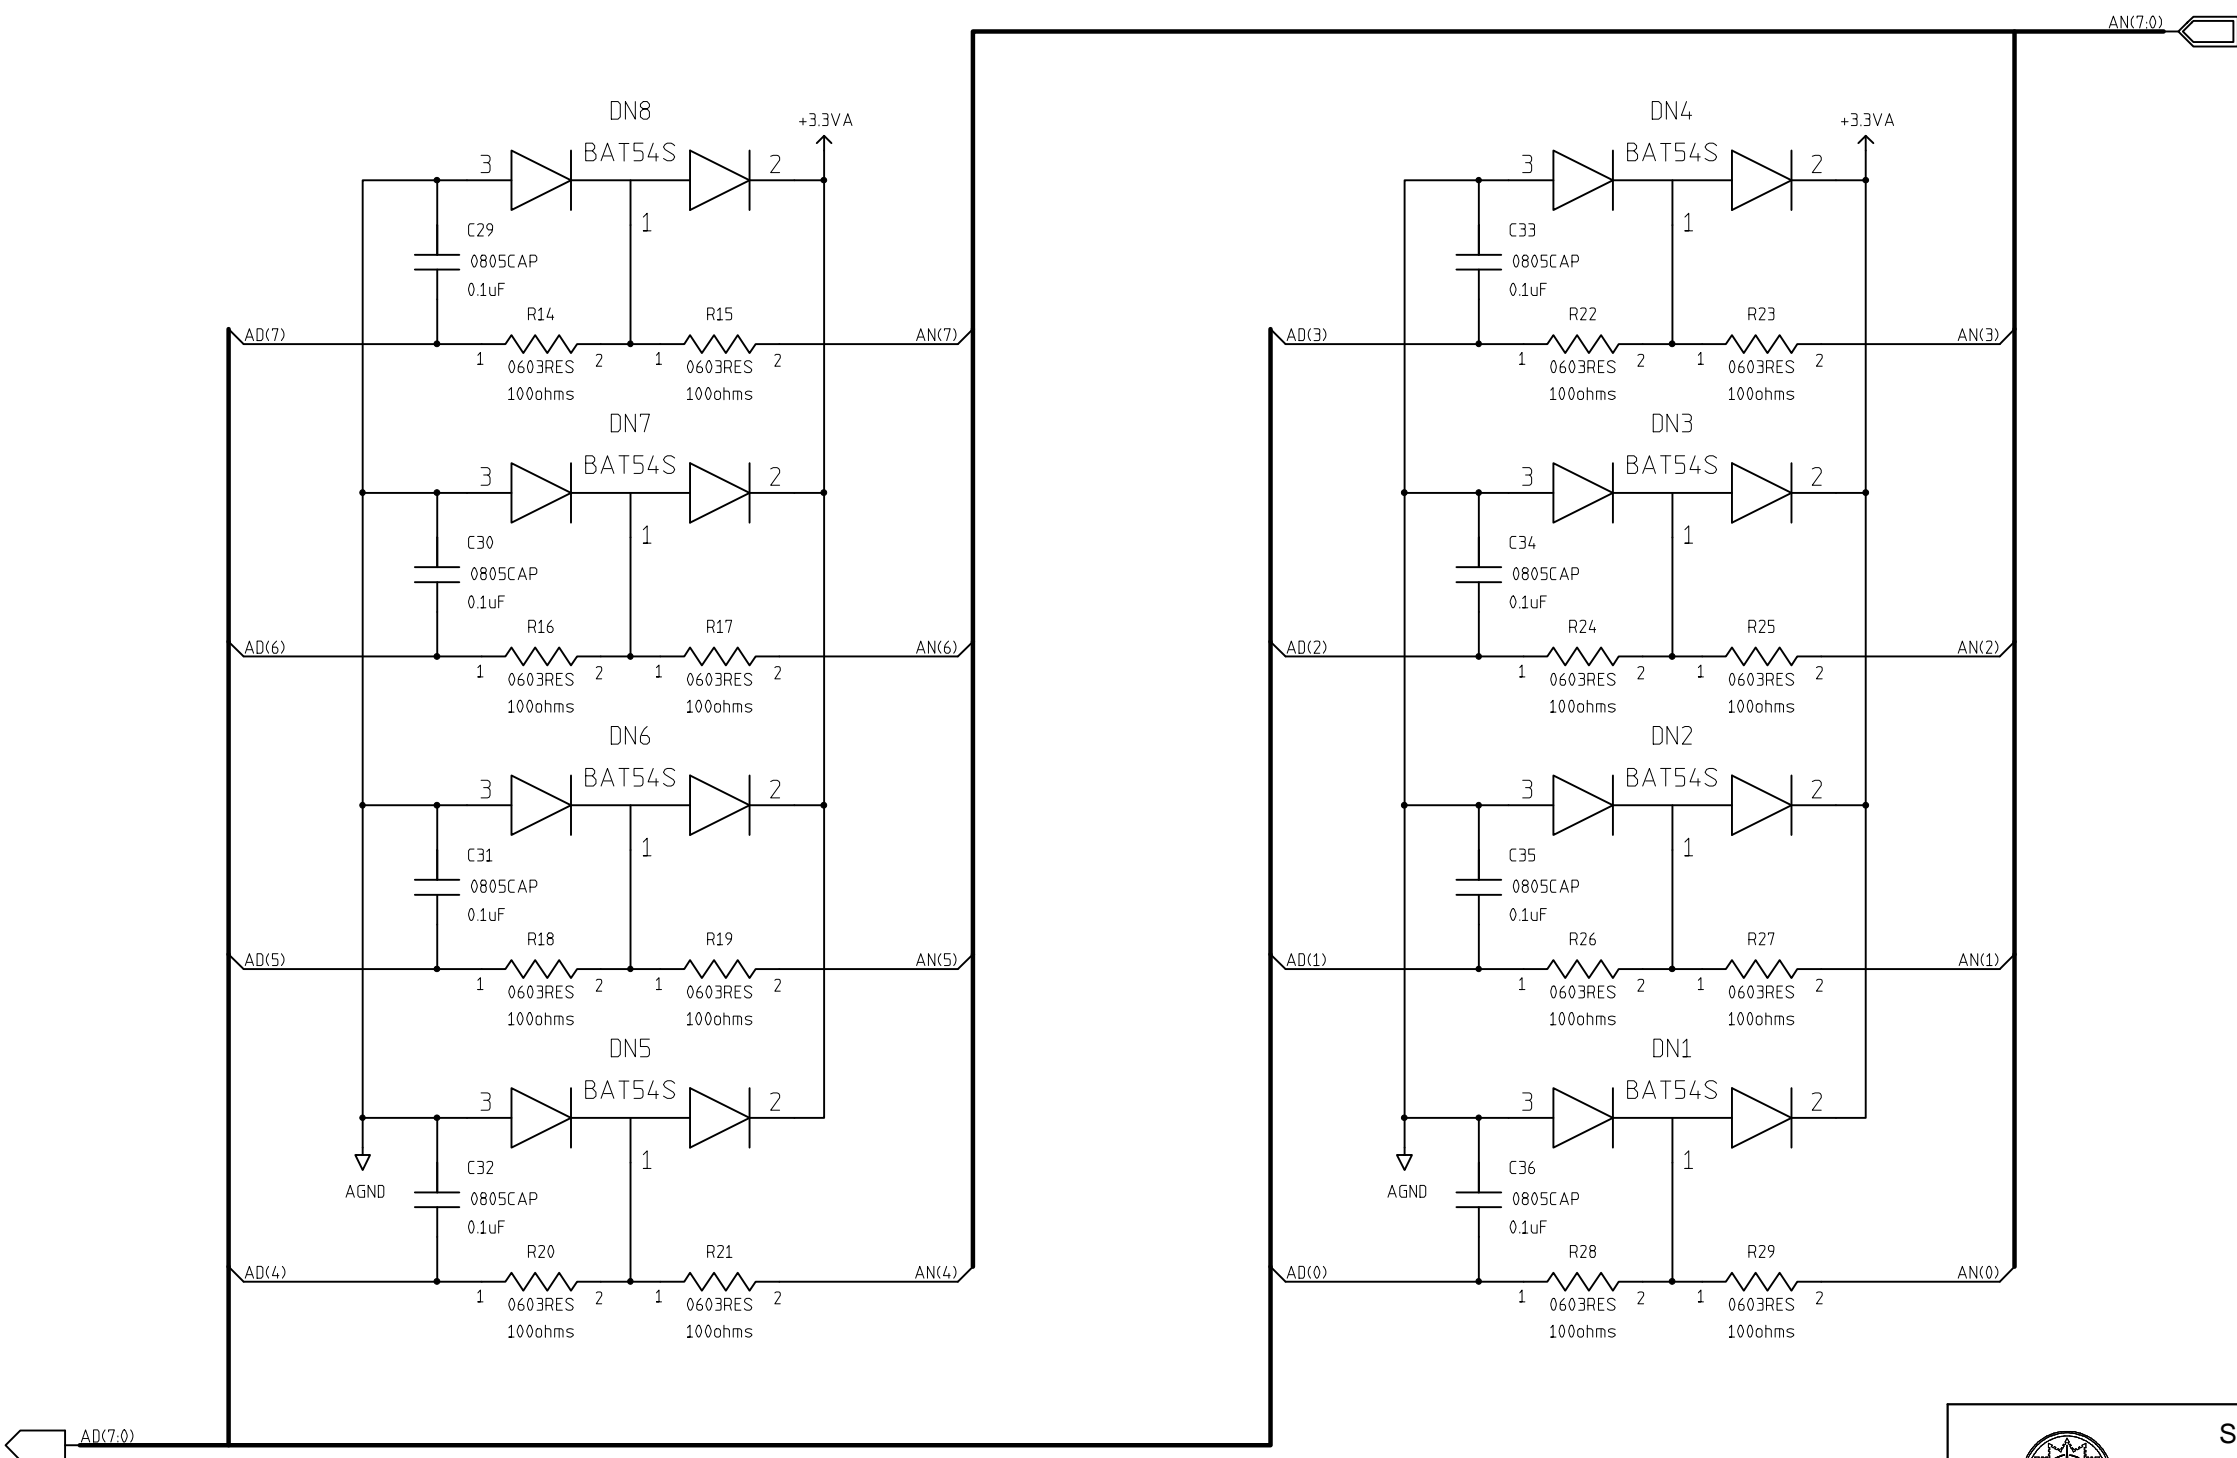 AN(7:0)
DN8
+3.3VA
3
BAT54S
2
1
C29
0805CAP
0.1uF
R14
R15
AD(7)
AN(7)
1
0603RES
2
1
0603RES
2
100ohms
100ohms
DN7
3
BAT54S
2
1
C30
0805CAP
0.1uF
R16
R17
AD(6)
AN(6)
1
0603RES
2
1
0603RES
2
100ohms
100ohms
DN6
3
BAT54S
2
1
C31
0805CAP
0.1uF
R18
R19
AD(5)
AN(5)
1
0603RES
2
1
0603RES
2
100ohms
100ohms
DN5
3
BAT54S
2
1
AGND
C32
0805CAP
0.1uF
R20
R21
AD(4)
AN(4)
1
0603RES
2
1
0603RES
2
100ohms
100ohms
DN4
+3.3VA
3
BAT54S
2
1
C33
0805CAP
0.1uF
R22
R23
AD(3)
AN(3)
1
0603RES
2
1
0603RES
2
100ohms
100ohms
DN3
3
BAT54S
2
1
C34
0805CAP
0.1uF
R24
R25
AD(2)
AN(2)
1
0603RES
2
1
0603RES
2
100ohms
100ohms
DN2
3
BAT54S
2
1
C35
0805CAP
0.1uF
R26
R27
AD(1)
AN(1)
1
0603RES
2
1
0603RES
2
100ohms
100ohms
DN1
3
BAT54S
2
1
AGND
C36
0805CAP
0.1uF
R28
R29
AD(0)
AN(0)
1
0603RES
2
1
0603RES
2
100ohms
100ohms
AD(7:0)
S